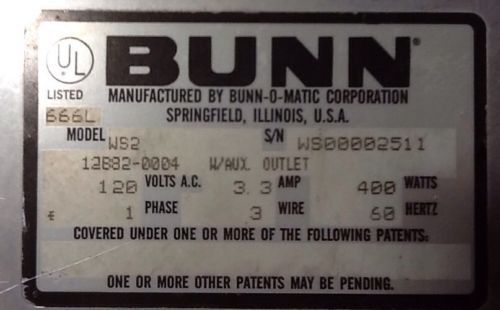 UL BUNN
LISTED MANUFACTURED BY BUNN-O-MATIC CORPORATION
666L SPRINGFIELD, ILLINOIS, U.S.A.
MODEL WS2 S/N WS00002511
12882-0004 W/AUX. OUTLET
120 VOLTS A.C. 3.3 AMP 400 WATTS
1 PHASE 3 WIRE 60 HERTZ
COVERED UNDER ONE OR MORE OF THE FOLLOWING PATENTS:
ONE OR MORE OTHER PATENTS MAY BE PENDING.